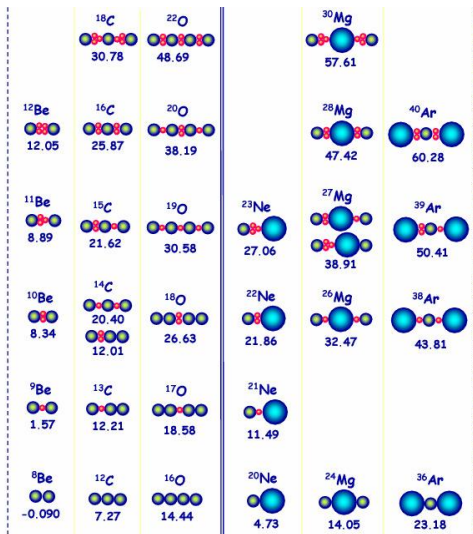 18C 22O 30Mg
30.78 48.69 57.61
12Be 16C 20O 28Mg 40Ar
12.05 25.87 38.19 47.42 60.28
11Be 15C 19O 23Ne 27Mg 39Ar
8.89 21.62 30.58 27.06 38.91 50.41
10Be 14C 18O 22Ne 26Mg 38Ar
20.40
8.34 12.01 26.63 21.86 32.47 43.81
9Be 13C 17O 21Ne
1.57 12.21 18.58 11.49
8Be 12C 16O 20Ne 24Mg 36Ar
-0.090 7.27 14.44 4.73 14.05 23.18